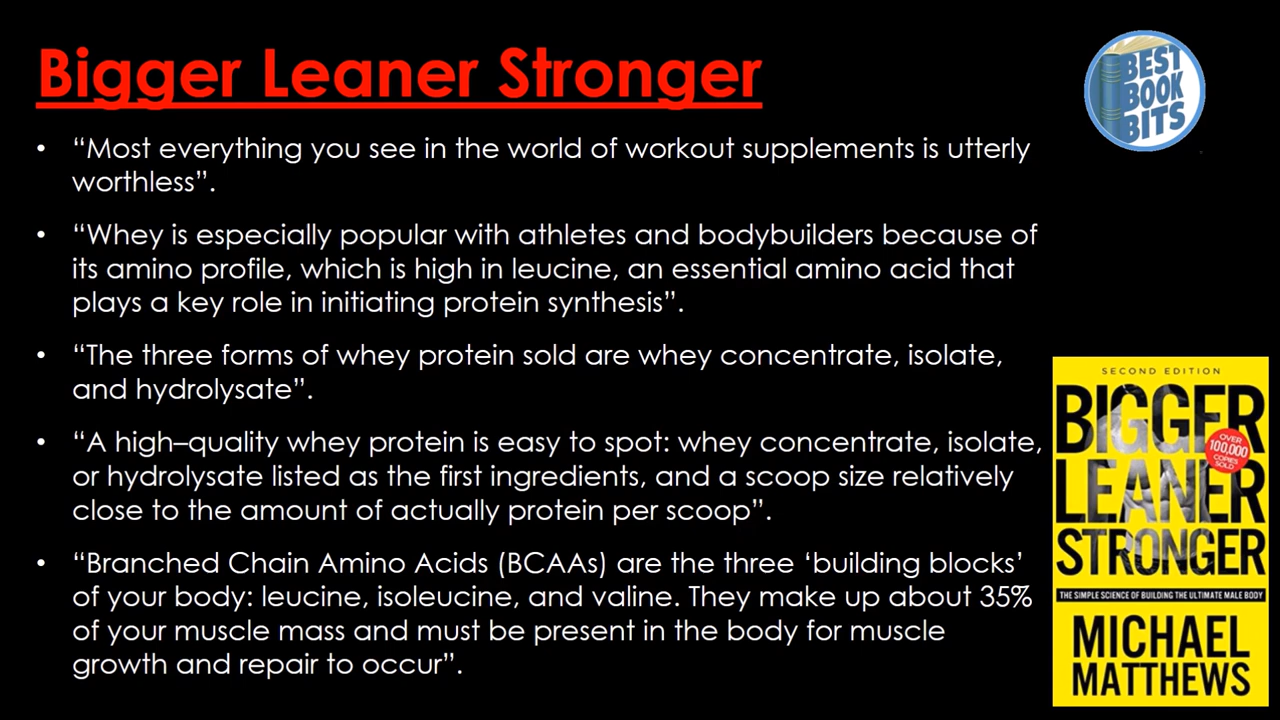 Bigger Leaner Stronger
BEST
BOOK
BITS
• “Most everything you see in the world of workout supplements is utterly
worthless”.
• “Whey is especially popular with athletes and bodybuilders because of
its amino profile, which is high in leucine, an essential amino acid that
plays a key role in initiating protein synthesis”.
• “The three forms of whey protein sold are whey concentrate, isolate,
and hydrolysate”.
• “A high–quality whey protein is easy to spot: whey concentrate, isolate,
or hydrolysate listed as the first ingredients, and a scoop size relatively
close to the amount of actually protein per scoop”.
• “Branched Chain Amino Acids (BCAAs) are the three ‘building blocks’
of your body: leucine, isoleucine, and valine. They make up about 35%
of your muscle mass and must be present in the body for muscle
growth and repair to occur”.
SECOND EDITION
BIGGER
OVER
100,000
COPIES
SOLD
LEANER
STRONGER
THE SIMPLE SCIENCE OF BUILDING THE ULTIMATE MALE BODY
MICHAEL
MATTHEWS